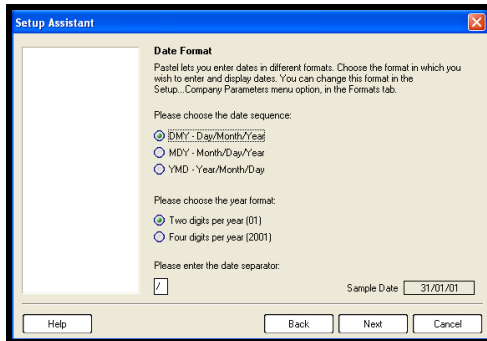 Setup Assistant
Date Format
Pastel lets you enter dates in different formats. Choose the format in which you
wish to enter and display dates. You can change this format in the
Setup...Company Parameters menu option, in the Formats tab.
Please choose the date sequence:
DMY - Day/Month/Year
MDY - Month/Day/Year
YMD - Year/Month/Day
Please choose the year format:
Two digits per year (01)
Four digits per year (2001)
Please enter the date separator:
/
Sample Date 31/01/01
Help Back Next Cancel